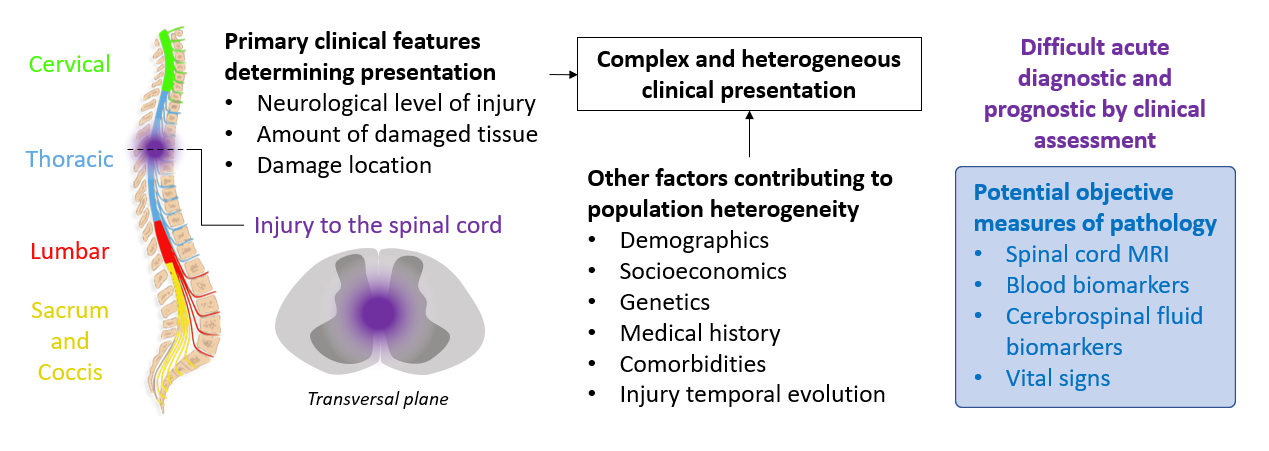 Cervical
Thoracic
Lumbar
Sacrum
and
Coccis
Primary clinical features
determining presentation
• Neurological level of injury
• Amount of damaged tissue
• Damage location
Injury to the spinal cord
Transversal plane
Complex and heterogeneous
clinical presentation
Other factors contributing to
population heterogeneity
• Demographics
• Socioeconomics
• Genetics
• Medical history
• Comorbidities
• Injury temporal evolution
Difficult acute
diagnostic and
prognostic by clinical
assessment
Potential objective
measures of pathology
• Spinal cord MRI
• Blood biomarkers
• Cerebrospinal fluid
biomarkers
• Vital signs